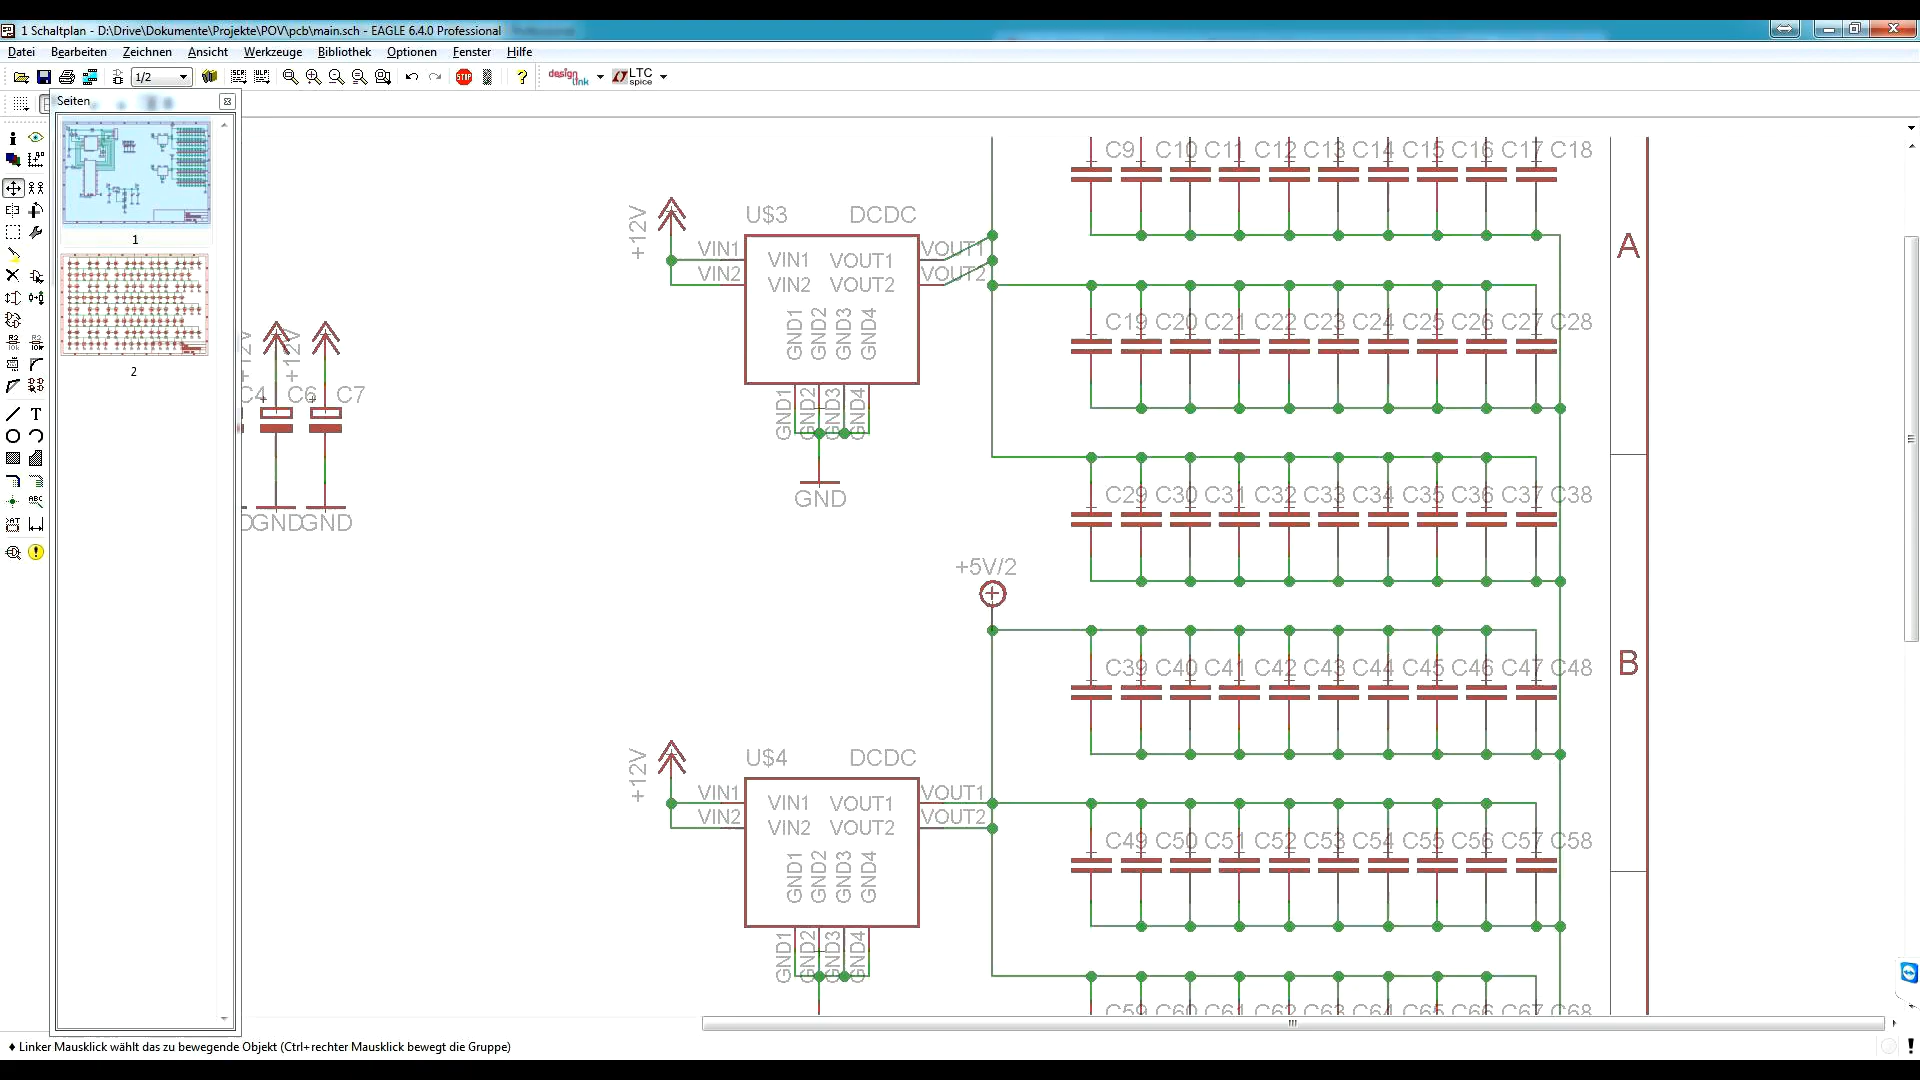 1 Schaltplan - D:\Drive\Dokumente\Projekte\POV\pcb\main.sch - EAGLE 6.4.0 Professional
Datei Bearbeiten Zeichnen Ansicht Werkzeuge Bibliothek Optionen Fenster Hilfe
1/2 SCR ULP STOP ? design link LTC spice
Seiten
1
2
C9 C10 C11 C12 C13 C14 C15 C16 C17 C18
A
+12V U$3 DCDC
VIN1 VIN1 VOUT1 VOUT1
VIN2 VIN2 VOUT2 VOUT2
GND1 GND2 GND3 GND4
C19 C20 C21 C22 C23 C24 C25 C26 C27 C28
+12V
C4 C6 C7
GND1 GND2 GND3 GND4
GND
GND GND
C29 C30 C31 C32 C33 C34 C35 C36 C37 C38
+5V/2
B
C39 C40 C41 C42 C43 C44 C45 C46 C47 C48
+12V U$4 DCDC
VIN1 VIN1 VOUT1 VOUT1
VIN2 VIN2 VOUT2 VOUT2
GND1 GND2 GND3 GND4
C49 C50 C51 C52 C53 C54 C55 C56 C57 C58
GND1 GND2 GND3 GND4
C59 C60 C61 C62 C63 C64 C65 C66 C67 C68
♦ Linker Mausklick wählt das zu bewegende Objekt (Ctrl+rechter Mausklick bewegt die Gruppe)